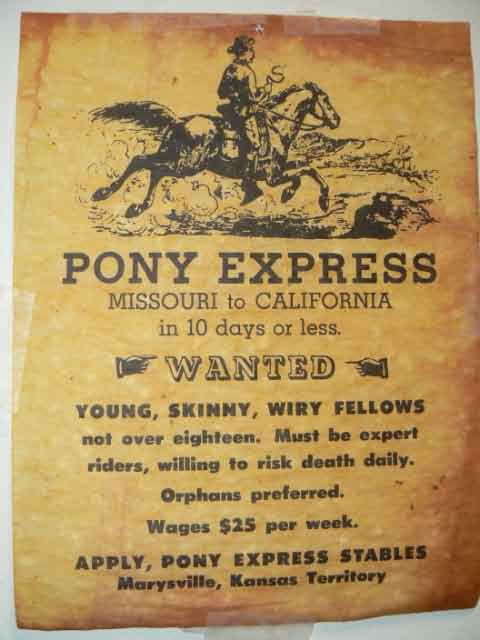 PONY EXPRESS
MISSOURI to CALIFORNIA
in 10 days or less.
WANTED
YOUNG, SKINNY, WIRY FELLOWS
not over eighteen. Must be expert
riders, willing to risk death daily.
Orphans preferred.
Wages $25 per week.
APPLY, PONY EXPRESS STABLES
Marysville, Kansas Territory